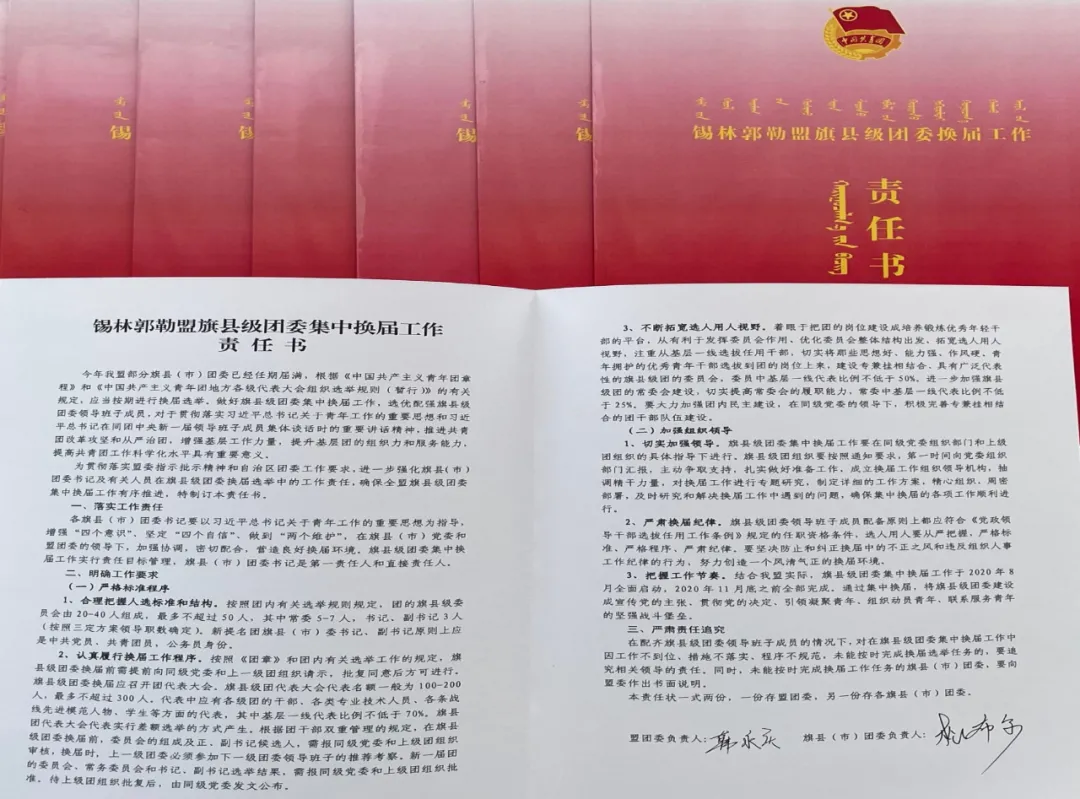 中国共青团
锡林郭勒盟旗县级团委换届工作
责
任
书
锡
锡
锡
锡
锡林郭勒盟旗县级团委集中换届工作
责 任 书
今年我盟部分旗县（市）团委已经任期届满，根据《中国共产主义青年团章
程》和《中国共产主义青年团地方各级代表大会组织选举规则（暂行）》的有关
规定，应当按期进行换届选举。做好旗县级团委集中换届工作，选优配强旗县级
团委领导班子成员，对于贯彻落实习近平总书记关于青年工作的重要思想和习近
平总书记在同团中央新一届领导班子成员集体谈话时的重要讲话精神，推进共青
团改革攻坚和从严治团，增强基层工作力量，提升基层团的组织力和服务能力，
提高共青团工作科学化水平具有重要意义。
为贯彻落实盟委指示批示精神和自治区团委工作要求，进一步强化旗县（市）
团委书记及有关人员在旗县级团委换届选举中的工作责任，确保全盟旗县级团委
集中换届工作有序推进，特制订本责任书。
一、落实工作责任
各旗县（市）团委书记要以习近平总书记关于青年工作的重要思想为指导，
增强“四个意识”、坚定“四个自信”、做到“两个维护”，在旗县（市）党委和
盟团委的领导下，加强协调，密切配合，营造良好换届环境。旗县级团委集中换
届工作实行责任目标管理，旗县（市）团委书记是第一责任人和直接责任人。
二、明确工作要求
（一）严格标准程序
1、合理把握人选标准和结构。按照团内有关选举规则规定，团的旗县级委
员会由20-40人组成，最多不超过50人，其中常委5-7人，书记、副书记3人
（按照三定方案领导职数确定）。新提名团旗县（市）委书记、副书记原则上应
是中共党员、共青团员，公务员身份。
2、认真履行换届工作程序。按照《团章》和团内有关选举工作的规定，旗
县级团委换届前需提前向同级党委和上一级团组织请示，批复同意后方可进行。
旗县级团委换届应召开团代表大会。旗县级团代表大会代表名额一般为100-200
人，最多不超过300人。代表中应有各级团的干部、各类专业技术人员、各条战
线先进模范人物、学生等方面的代表，其中基层一线代表比例不低于70%。旗县
团代表大会代表实行差额选举的方式产生。根据团干部双重管理的规定，在旗县
级团委换届前，委员会的组成及正、副书记候选人，需报同级党委和上级团组织
审核，换届时，上一级团委必须参加下一级团委领导班子的推荐考察。新一届团
的委员会、常务委员会和书记、副书记选举结果，需报同级党委和上级团组织批
准，待上级团组织批复后，由同级党委发文公布。
3、不断拓宽选人用人视野。着眼于把团的岗位建设成培养锻炼优秀年轻干
部的平台，从有利于发挥委员会作用、优化委员会整体结构出发，拓宽选人用人
视野，注重从基层一线选拔任用干部，切实将那些思想好、能力强、作风硬、青
年拥护的优秀青年干部选拔到团的岗位上来，建设专兼挂相结合、具有广泛代表
性的旗县级团的委员会，委员中基层一线代表比例不低于50%。进一步加强旗县
级团的常委会建设，切实提高常委会的履职能力，常委中基层一线代表比例不低
于25%。要大力加强团内民主建设，在同级党委的领导下，积极完善专兼挂相结
合的团干部队伍建设。
（二）加强组织领导
1、切实加强领导。旗县级团委集中换届工作要在同级党委组织部门和上级
团组织的具体指导下进行。旗县级团组织要按照通知要求，第一时间向党委组织
部门汇报，主动争取支持，扎实做好准备工作，成立换届工作组织领导机构，抽
调精干力量，对换届工作进行专题研究，制定详细的工作方案，精心组织，周密
部署，及时研究和解决换届工作中遇到的问题，确保集中换届的各项工作顺利进
行。
2、严肃换届纪律。旗县级团委领导班子成员配备原则上都应符合《党政领
导干部选拔任用工作条例》规定的任职资格条件，选人用人要从严把握，严格标
准、严格程序、严肃纪律。要坚决防止和纠正换届中的不正之风和违反组织人事
工作纪律的行为，努力创造一个风清气正的换届环境。
3、把握工作节奏。结合我盟实际，旗县级团委集中换届工作于2020年8
月全面启动，2020年11月底之前全部完成。通过集中换届，将旗县级团委建设
成宣传党的主张、贯彻党的决定、引领凝聚青年、组织动员青年、联系服务青年
的坚强战斗堡垒。
三、严肃责任追究
在配齐旗县级团委领导班子成员的情况下，对在旗县级团委集中换届工作中
因工作不到位、措施不落实、程序不规范，未能按时完成换届选举任务的，要追
究相关领导的责任。同时，未能按时完成换届工作任务的旗县（市）团委，要向
盟委作出书面说明。
本责任状一式两份，一份存盟团委，另一份存各旗县（市）团委。
盟团委负责人： 旗县（市）团委负责人：